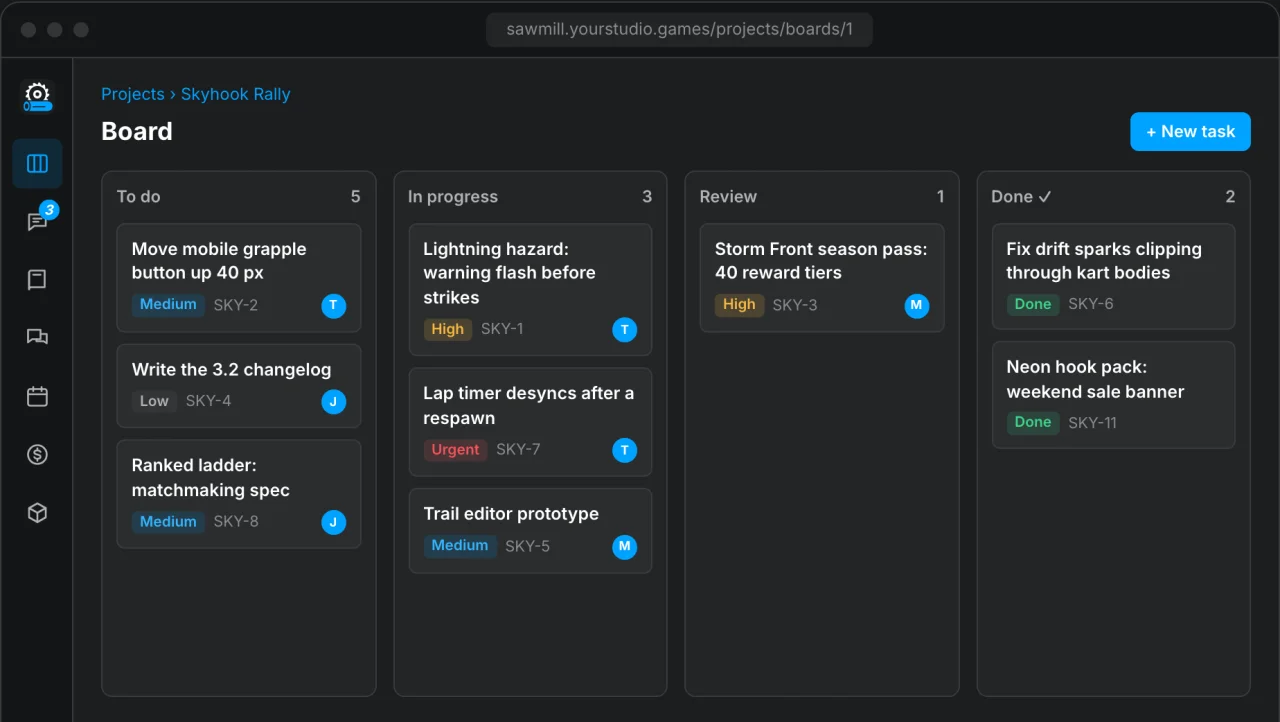 sawmill.yourstudio.games/projects/boards/1
Projects › Skyhook Rally
Board
+ New task
3
To do 5
Move mobile grapple
button up 40 px
Medium SKY-2 T
Write the 3.2 changelog
Low SKY-4 J
Ranked ladder:
matchmaking spec
Medium SKY-8 J
In progress 3
Lightning hazard:
warning flash before
strikes
High SKY-1 T
Lap timer desyncs after a
respawn
Urgent SKY-7 T
Trail editor prototype
Medium SKY-5 M
Review 1
Storm Front season pass:
40 reward tiers
High SKY-3 M
Done ✓ 2
Fix drift sparks clipping
through kart bodies
Done SKY-6
Neon hook pack:
weekend sale banner
Done SKY-11